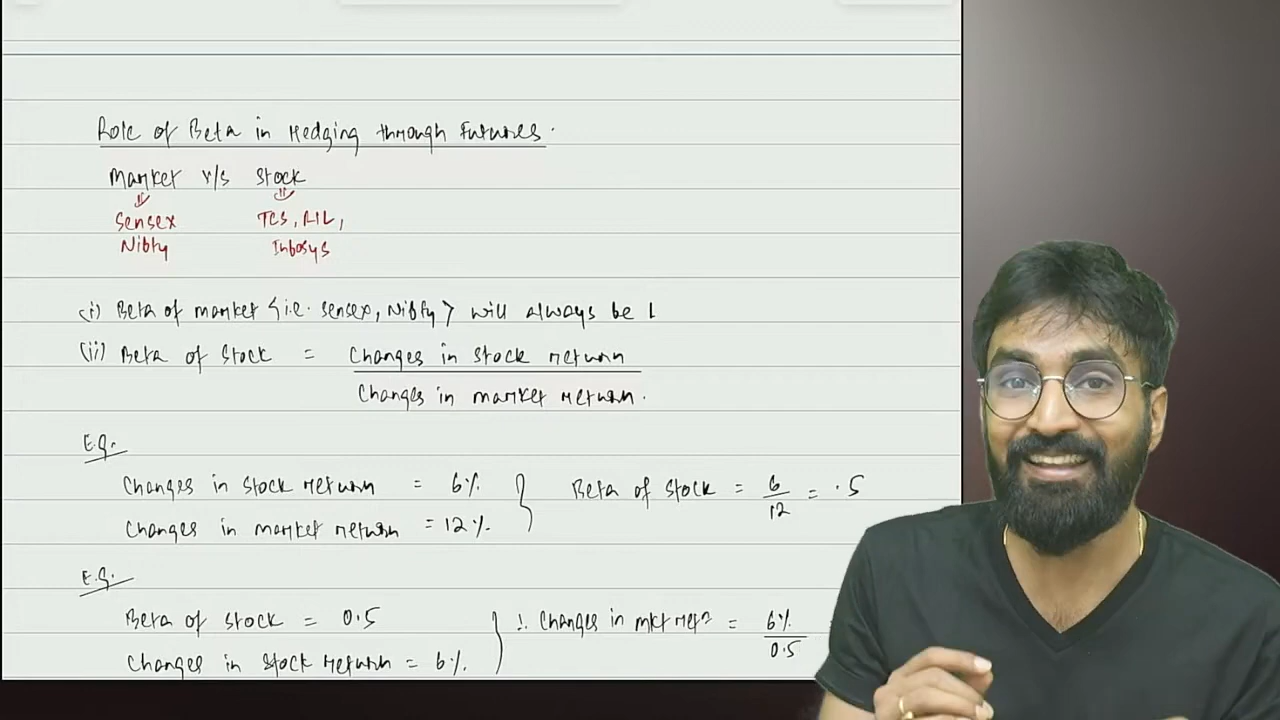 Role of Beta in Hedging through Futures.
Market v/s Stock
Sensex TCS, RIL,
Nifty Infosys
(i) Beta of market {i.e. Sensex, Nifty} will always be 1
(ii) Beta of Stock = Changes in stock return
Changes in market return.
E.g.
Changes in stock return = 6%
Changes in market return = 12%.
Beta of stock = 6/12 = .5
E.g.
Beta of stock = 0.5
Changes in stock return = 6%.
∴ Changes in mkt retn = 6%/0.5